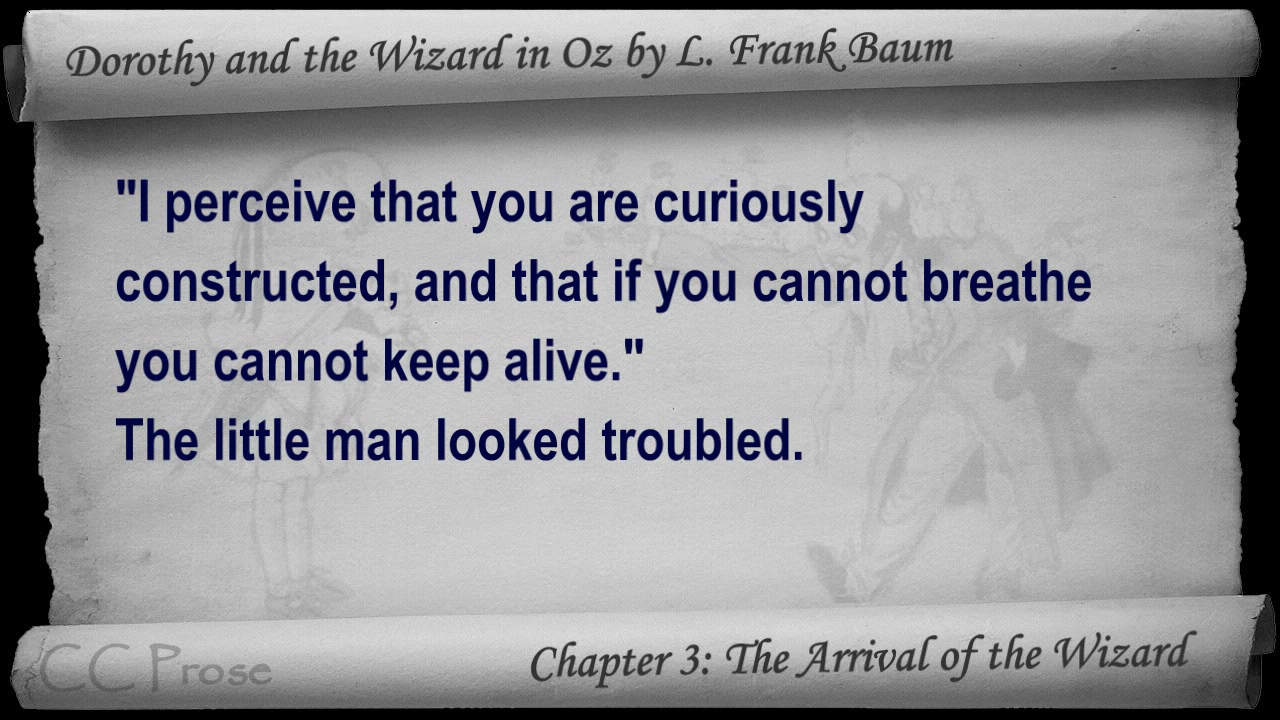 Dorothy and the Wizard in Oz by L. Frank Baum
"I perceive that you are curiously
constructed, and that if you cannot breathe
you cannot keep alive."
The little man looked troubled.
CC Prose
Chapter 3: The Arrival of the Wizard